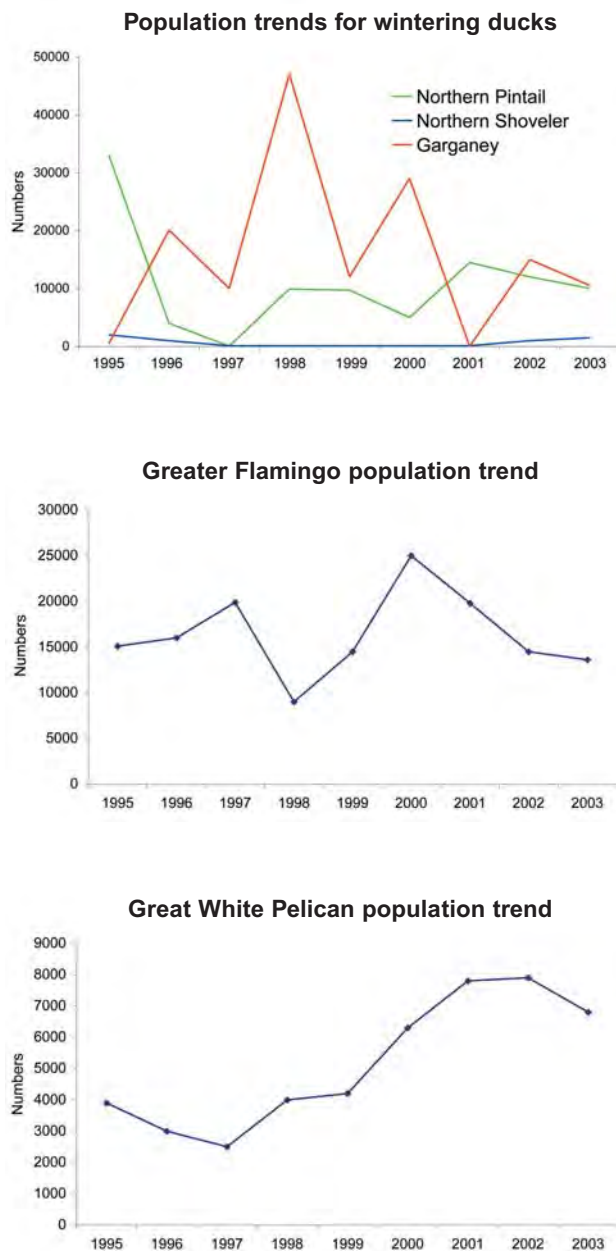 Population trends for wintering ducks
50000
40000
30000
20000
10000
0
Numbers
Northern Pintail
Northern Shoveler
Garganey
1995 1996 1997 1998 1999 2000 2001 2002 2003
Greater Flamingo population trend
30000
25000
20000
15000
10000
5000
0
Numbers
1995 1996 1997 1998 1999 2000 2001 2002 2003
Great White Pelican population trend
9000
8000
7000
6000
5000
4000
3000
2000
1000
0
Numbers
1995 1996 1997 1998 1999 2000 2001 2002 2003